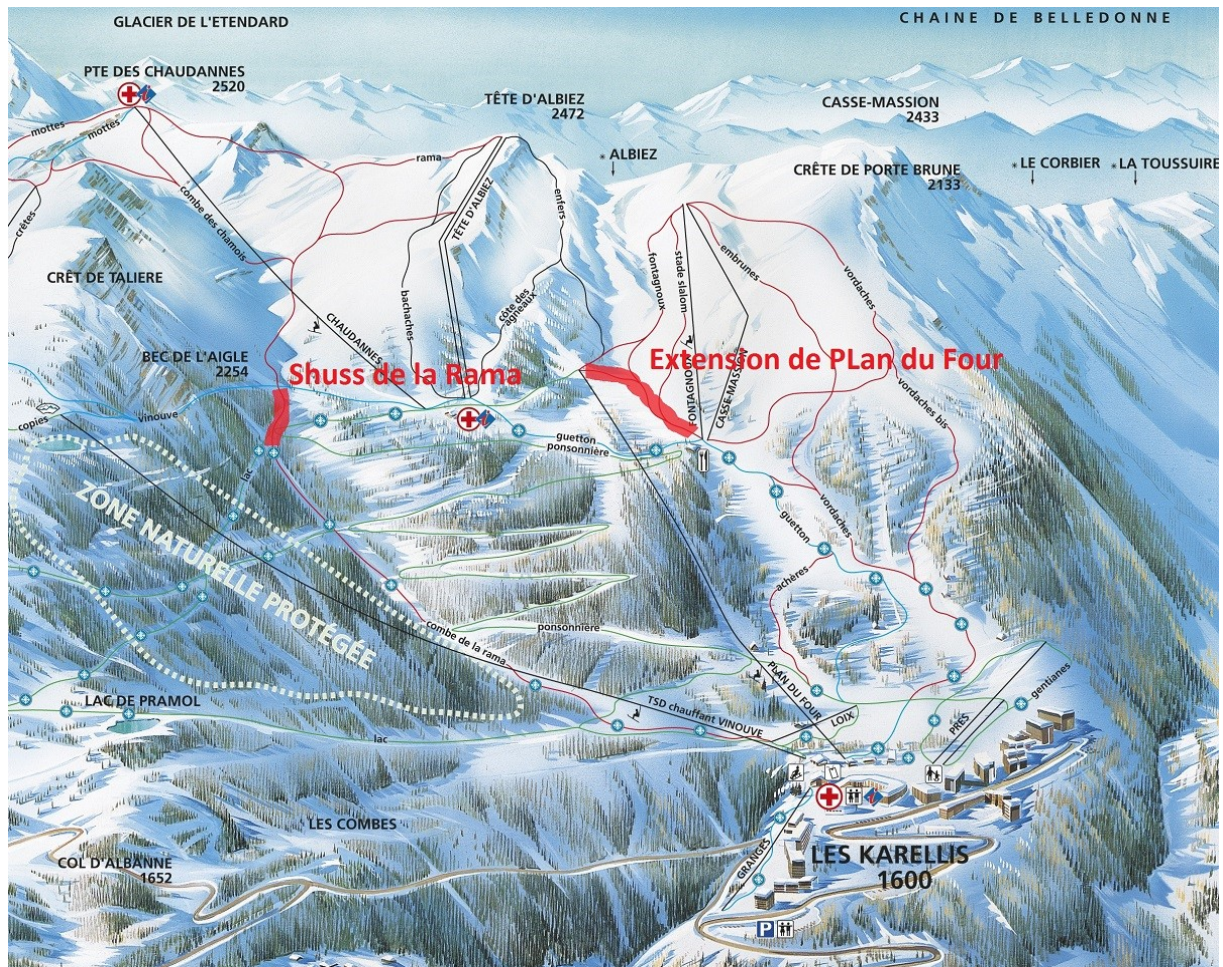 GLACIER DE L'ETENDARD
CHAINE DE BELLEDONNE
PTE DES CHAUDANNES
2520
TÊTE D'ALBIEZ
2472
CASSE-MASSION
2433
mottes
mottes
rama
ALBIEZ
CRÊTE DE PORTE BRUNE
2133
LE CORBIER
LA TOUSSUIRE
crêtes
combe des chamois
TÊTE D'ALBIEZ
enfers
CRÊT DE TALIERE
bachaches
côte des
agneaux
fontagnoux
stade slalom
embrunes
vordaches
CHAUDANNES
BEC DE L'AIGLE
2254
Shuss de la Rama
Extension de PLan du Four
FONTAGNOUX
CASSE-MASSION
vordaches bis
copies
vinouve
guetton
ponsonnière
lac
ZONE NATURELLE PROTÉGÉE
vordaches
guetton
achères
ponsonnière
combe de la rama
PLAN DU FOUR
gentianes
LAC DE PRAMOL
TSD chauffant VINOUVE
LOIX
PRES
lac
LES COMBES
COL D'ALBANNE
1652
GRANGES
LES KARELLIS
1600
P